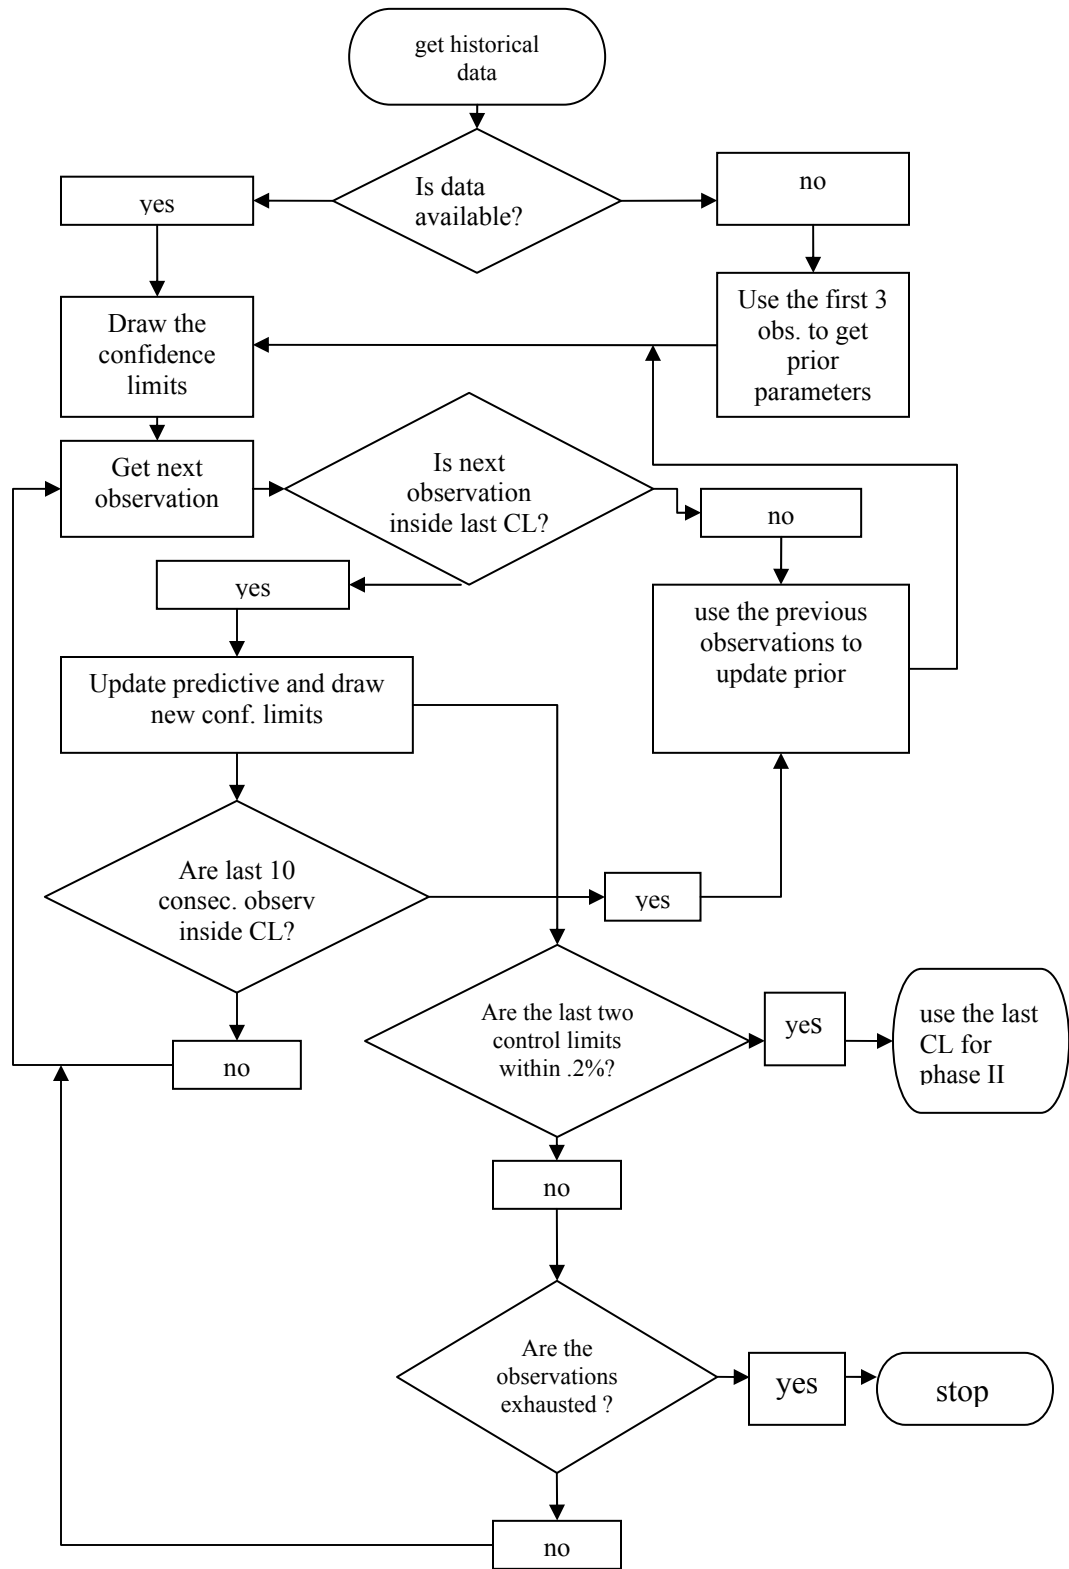 get historical
data
Is data
available?
yes
no
Draw the
confidence
limits
Use the first 3
obs. to get
prior
parameters
Get next
observation
Is next
observation
inside last CL?
no
yes
use the previous
observations to
update prior
Update predictive and draw
new conf. limits
Are last 10
consec. observ
inside CL?
yes
no
Are the last two
control limits
within .2%?
yes
use the last
CL for
phase II
no
Are the
observations
exhausted ?
yes
stop
no